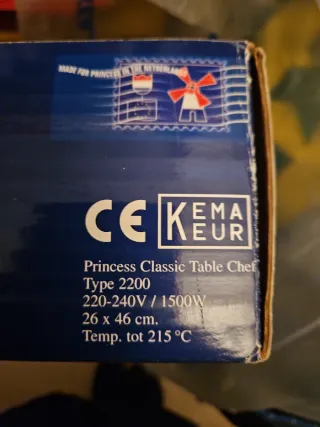 MADE FOR PRINCESS IN THE NETHERLANDS
CE KEMA
KEUR
Princess Classic Table Chef
Type 2200
220-240V / 1500W
26 x 46 cm.
Temp. tot 215 °C